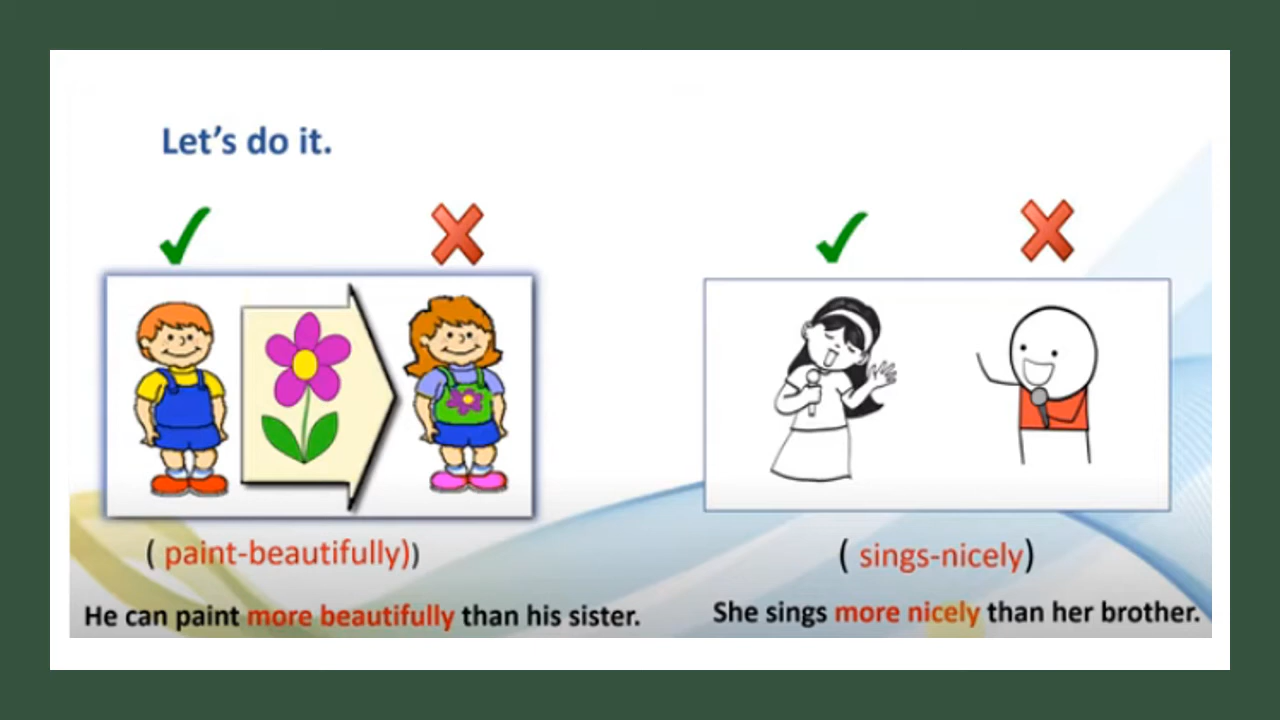 Let's do it.
( paint-beautifully))
( sings-nicely)
He can paint more beautifully than his sister.
She sings more nicely than her brother.